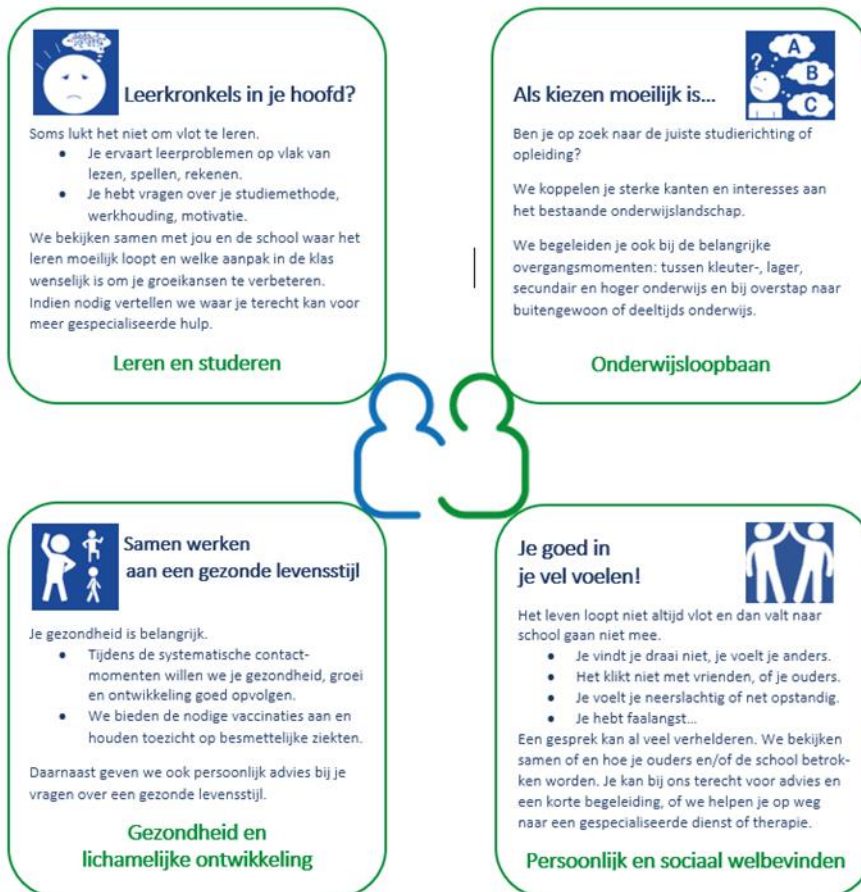 Leerkronkels in je hoofd?
Soms lukt het niet om vlot te leren.
• Je ervaart leerproblemen op vlak van
lezen, spellen, rekenen.
• Je hebt vragen over je studiemethode,
werkhouding, motivatie.
We bekijken samen met jou en de school waar het
leren moeilijk loopt en welke aanpak in de klas
wenselijk is om je groeikansen te verbeteren.
Indien nodig vertellen we waar je terecht kan voor
meer gespecialiseerde hulp.
Leren en studeren
A
? B
C
Als kiezen moeilijk is...
Ben je op zoek naar de juiste studierichting of
opleiding?
We koppelen je sterke kanten en interesses aan
het bestaande onderwijslandschap.
We begeleiden je ook bij de belangrijke
overgangsmomenten: tussen kleuter-, lager,
secundair en hoger onderwijs en bij overstap naar
buitengewoon of deeltijds onderwijs.
Onderwijsloopbaan
Samen werken
aan een gezonde levensstijl
Je gezondheid is belangrijk.
• Tijdens de systematische contact-
momenten willen we je gezondheid, groei
en ontwikkeling goed opvolgen.
• We bieden de nodige vaccinaties aan en
houden toezicht op besmettelijke ziekten.
Daarnaast geven we ook persoonlijk advies bij je
vragen over een gezonde levensstijl.
Gezondheid en
lichamelijke ontwikkeling
Je goed in
je vel voelen!
Het leven loopt niet altijd vlot en dan valt naar
school gaan niet mee.
• Je vindt je draai niet, je voelt je anders.
• Het klikt niet met vrienden, of je ouders.
• Je voelt je neerslachtig of net opstandig.
• Je hebt faalangst...
Een gesprek kan al veel verhelderen. We bekijken
samen of en hoe je ouders en/of de school betrok-
ken worden. Je kan bij ons terecht voor advies en
een korte begeleiding, of we helpen je op weg
naar een gespecialiseerde dienst of therapie.
Persoonlijk en sociaal welbevinden